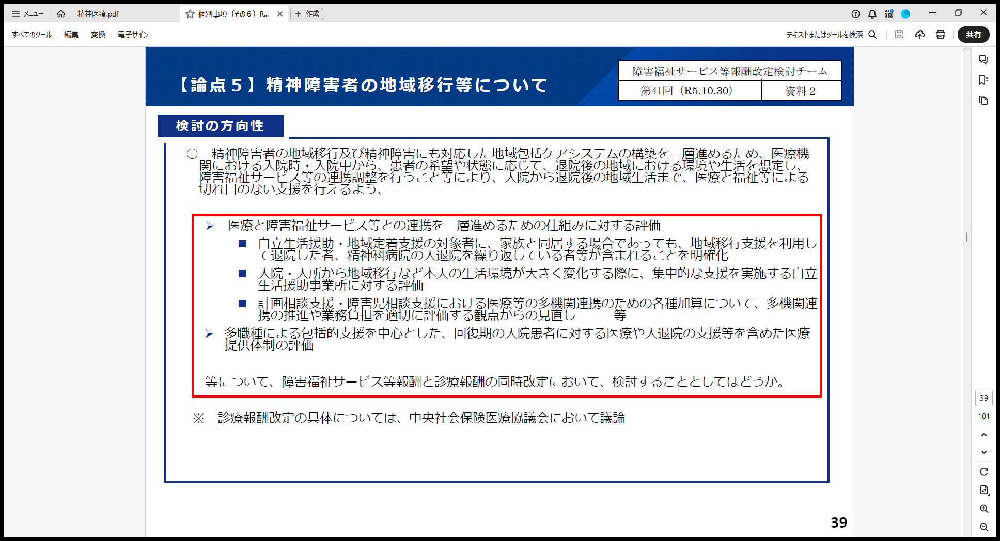 メニュー
精神医療.pdf
個別事項（その６）R...
作成
すべてのツール
編集
変換
電子サイン
テキストまたはツールを検索
共有
【論点５】精神障害者の地域移行等について
障害福祉サービス等報酬改定検討チーム
第41回（R5.10.30）
資料２
検討の方向性
○　精神障害者の地域移行及び精神障害にも対応した地域包括ケアシステムの構築を一層進めるため、医療機
関における入院時・入院中から、患者の希望や状態に応じて、退院後の地域における環境や生活を想定し、
障害福祉サービス等の連携調整を行うこと等により、入院から退院後の地域生活まで、医療と福祉等による
切れ目のない支援を行えるよう、
➢　医療と障害福祉サービス等との連携を一層進めるための仕組みに対する評価
■　自立生活援助・地域定着支援の対象者に、家族と同居する場合であっても、地域移行支援を利用し
て退院した者、精神科病院の入退院を繰り返している者等が含まれることを明確化
■　入院・入所から地域移行など本人の生活環境が大きく変化する際に、集中的な支援を実施する自立
生活援助事業所に対する評価
■　計画相談支援・障害児相談支援における医療等の多機関連携のための各種加算について、多機関連
携の推進や業務負担を適切に評価する観点からの見直し　　　等
➢　多職種による包括的支援を中心とした、回復期の入院患者に対する医療や入退院の支援等を含めた医療
提供体制の評価
等について、障害福祉サービス等報酬と診療報酬の同時改定において、検討することとしてはどうか。
※　診療報酬改定の具体については、中央社会保険医療協議会において議論
39
39
101